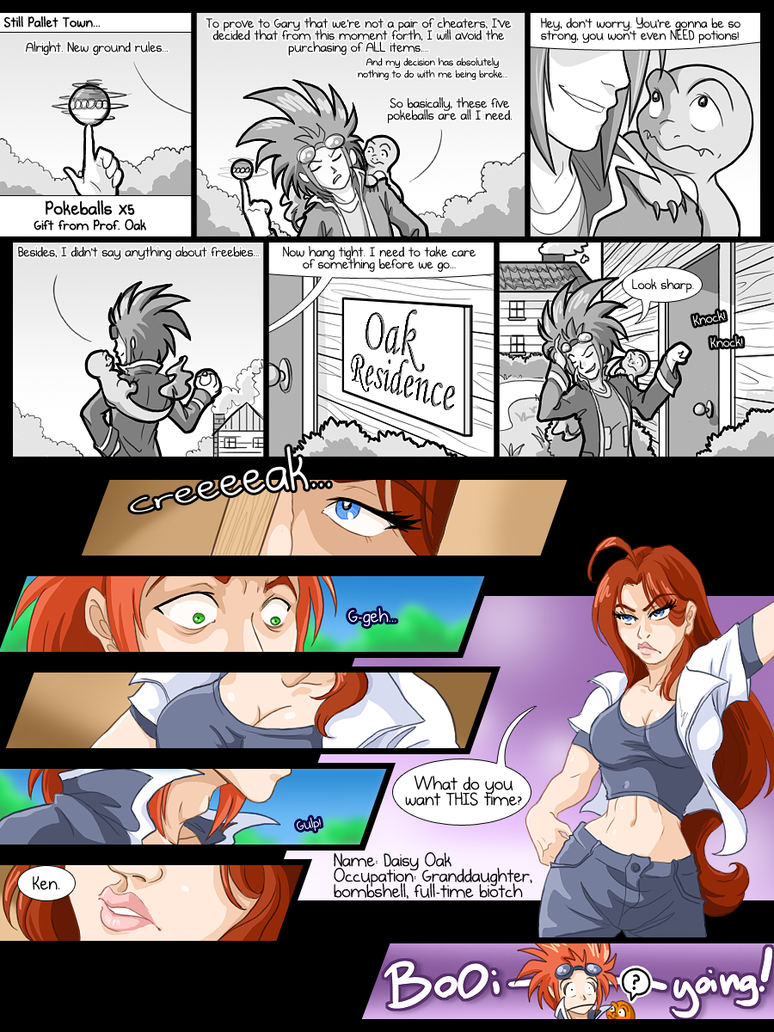 Still Pallet Town...
Alright. New ground rules...
Pokeballs x5
Gift from Prof. Oak
To prove to Gary that we're not a pair of cheaters, I've
decided that from this moment forth, I will avoid the
purchasing of ALL items...
And my decision has absolutely
nothing to do with me being broke...
So basically, these five
pokeballs are all I need.
Hey, don't worry. You're gonna be so
strong, you won't even NEED potions!
Besides, I didn't say anything about freebies...
Now hang tight. I need to take care
of something before we go...
Oak
Residence
Look sharp.
Knock!
Knock!
creeeeeak...
G-geh...
Gulp!
Ken.
What do you
want THIS time?
Name: Daisy Oak
Occupation: Granddaughter,
bombshell, full-time biotch
BoOi-
?
-yoing!